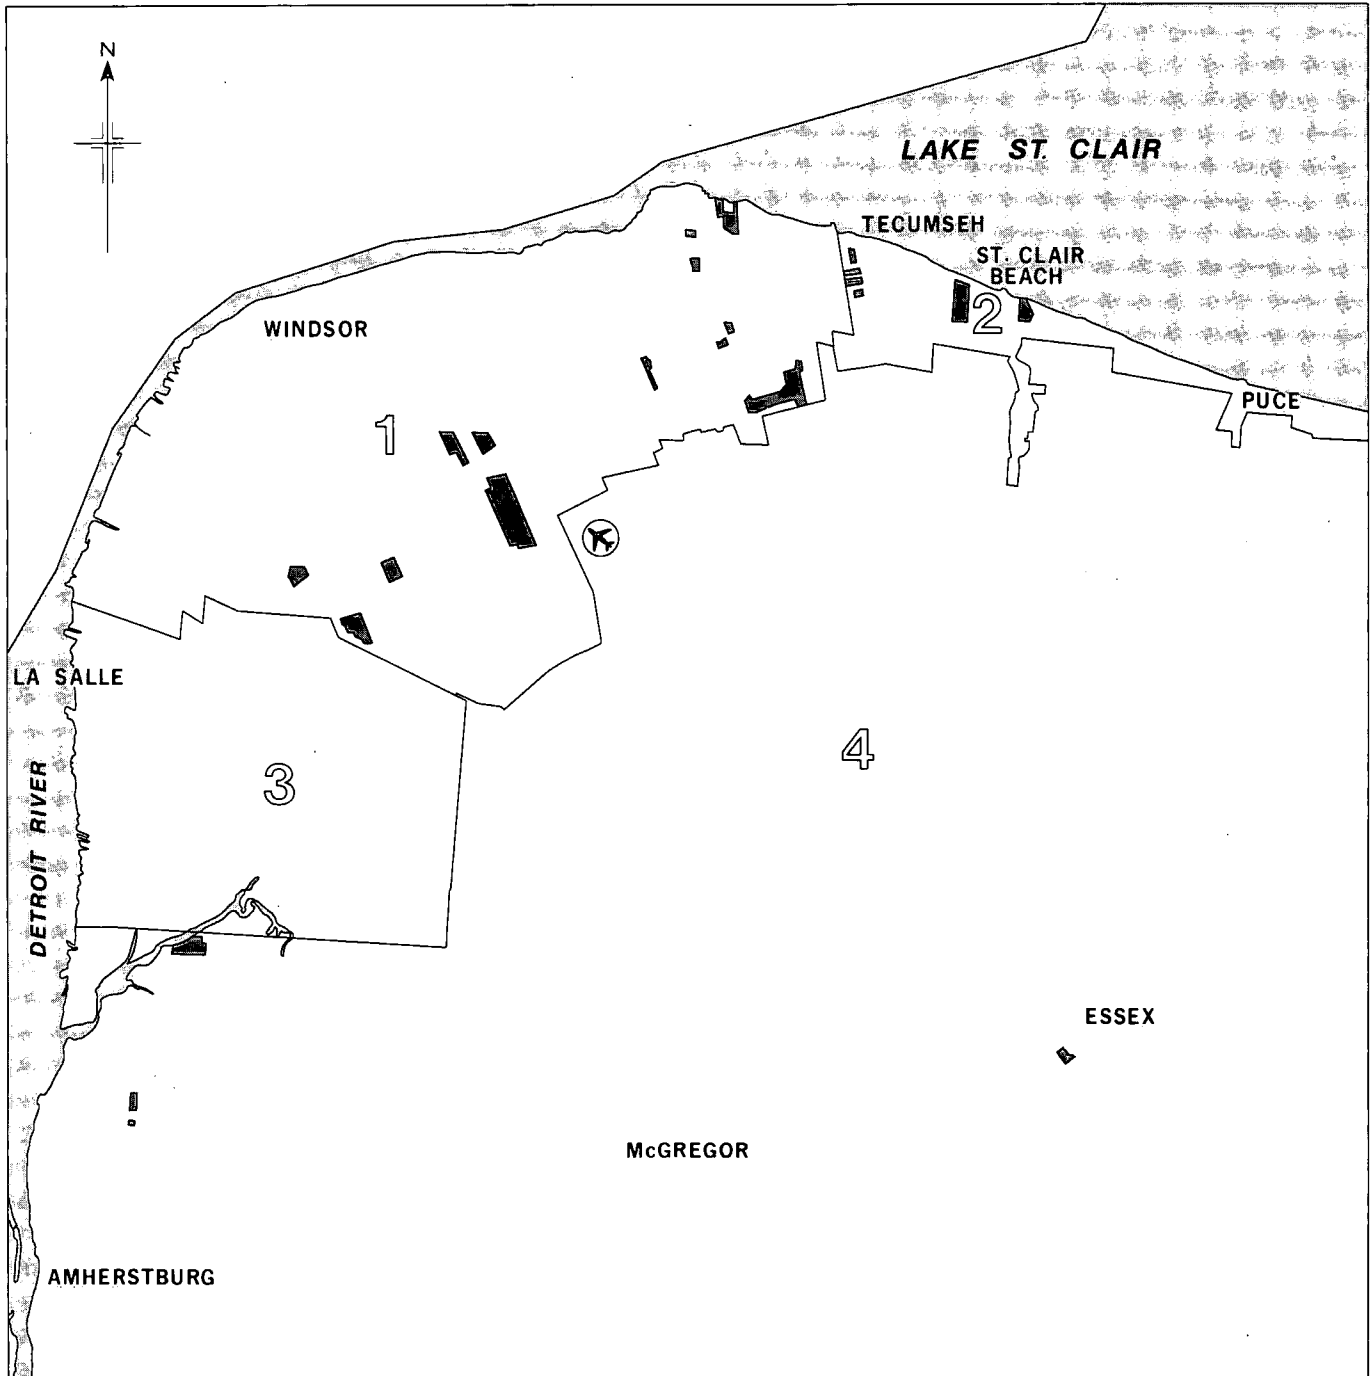 N
LAKE ST. CLAIR
TECUMSEH
ST. CLAIR
BEACH
2
WINDSOR
PUCE
1
LA SALLE
4
3
DETROIT RIVER
ESSEX
McGREGOR
AMHERSTBURG